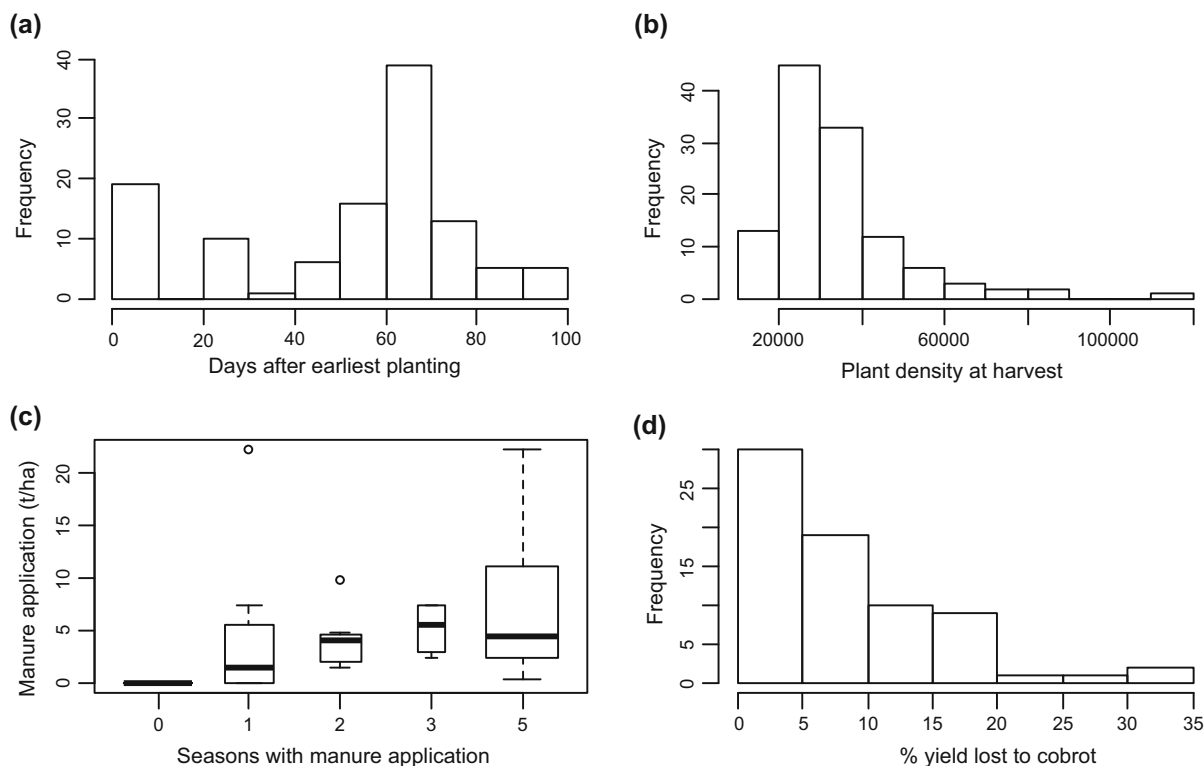 (a)
Frequency
40
30
20
10
0
0 20 40 60 80 100
Days after earliest planting
(b)
Frequency
40
30
20
10
0
20000 60000 100000
Plant density at harvest
(c)
Manure application (t/ha)
20
15
10
5
0
0 1 2 3 5
Seasons with manure application
(d)
Frequency
25
15
5
0
0 5 10 15 20 25 30 35
% yield lost to cobrot